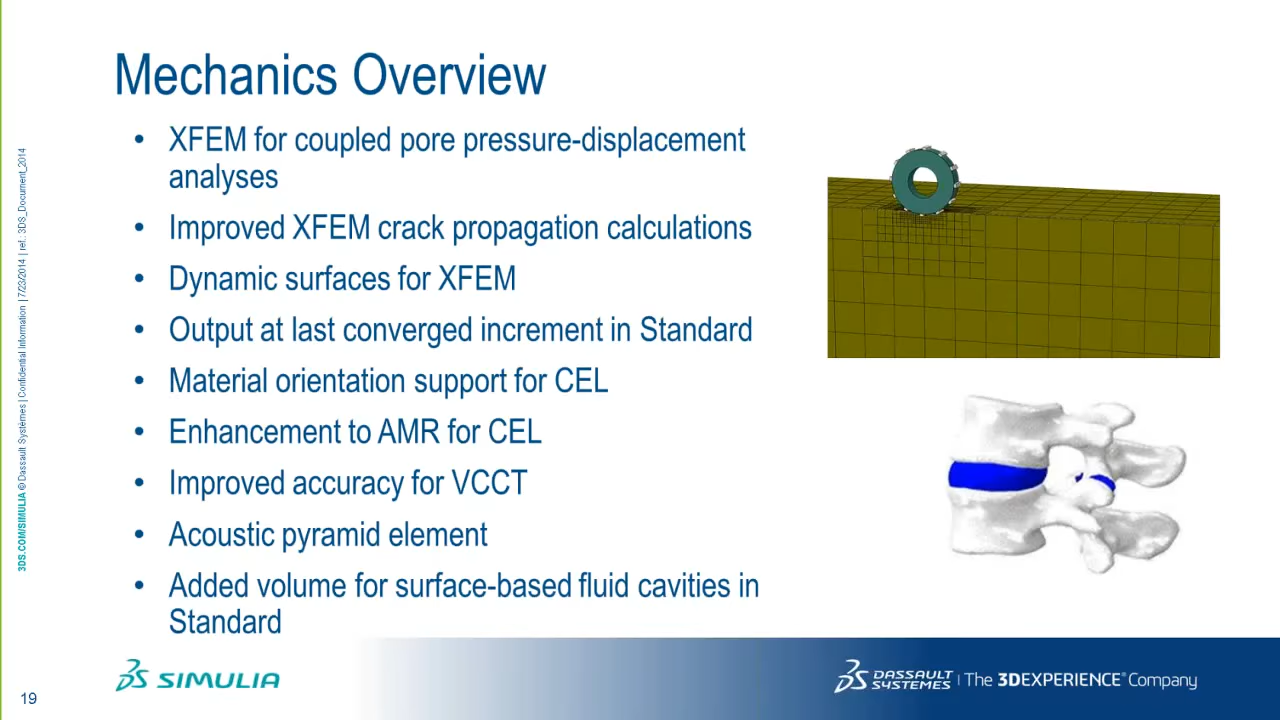 Mechanics Overview
• XFEM for coupled pore pressure-displacement
analyses
• Improved XFEM crack propagation calculations
• Dynamic surfaces for XFEM
• Output at last converged increment in Standard
• Material orientation support for CEL
• Enhancement to AMR for CEL
• Improved accuracy for VCCT
• Acoustic pyramid element
• Added volume for surface-based fluid cavities in
Standard
3DS.COM/SIMULIA © Dassault Systèmes | Confidential Information | 7/23/2014 | ref.: 3DS_Document_2014
19
3DS SIMULIA
3DS DASSAULT
SYSTEMES | The 3DEXPERIENCE® Company